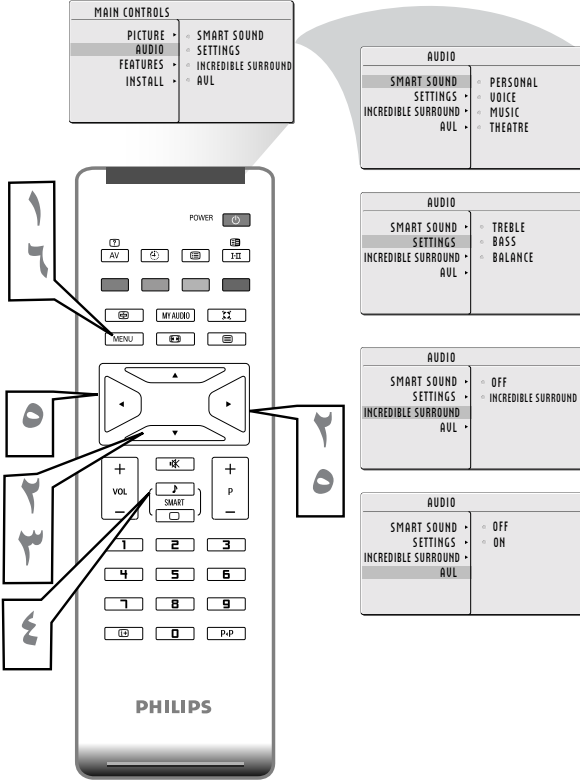 MAIN CONTROLS
PICTURE
AUDIO
FEATURES
INSTALL
SMART SOUND
SETTINGS
INCREDIBLE SURROUND
AVL
AUDIO
SMART SOUND
SETTINGS
INCREDIBLE SURROUND
AVL
PERSONAL
VOICE
MUSIC
THEATRE
AUDIO
SMART SOUND
SETTINGS
INCREDIBLE SURROUND
AVL
TREBLE
BASS
BALANCE
AUDIO
SMART SOUND
SETTINGS
INCREDIBLE SURROUND
AVL
OFF
INCREDIBLE SURROUND
AUDIO
SMART SOUND
SETTINGS
INCREDIBLE SURROUND
AVL
OFF
ON
١
٦
٥
٢
٣
٤
٢
٥
POWER
?
AV
I-II
MY AUDIO
MENU
+
VOL
−
SMART
+
P
−
1 2 3
4 5 6
7 8 9
i+ 0 P◂P
PHILIPS